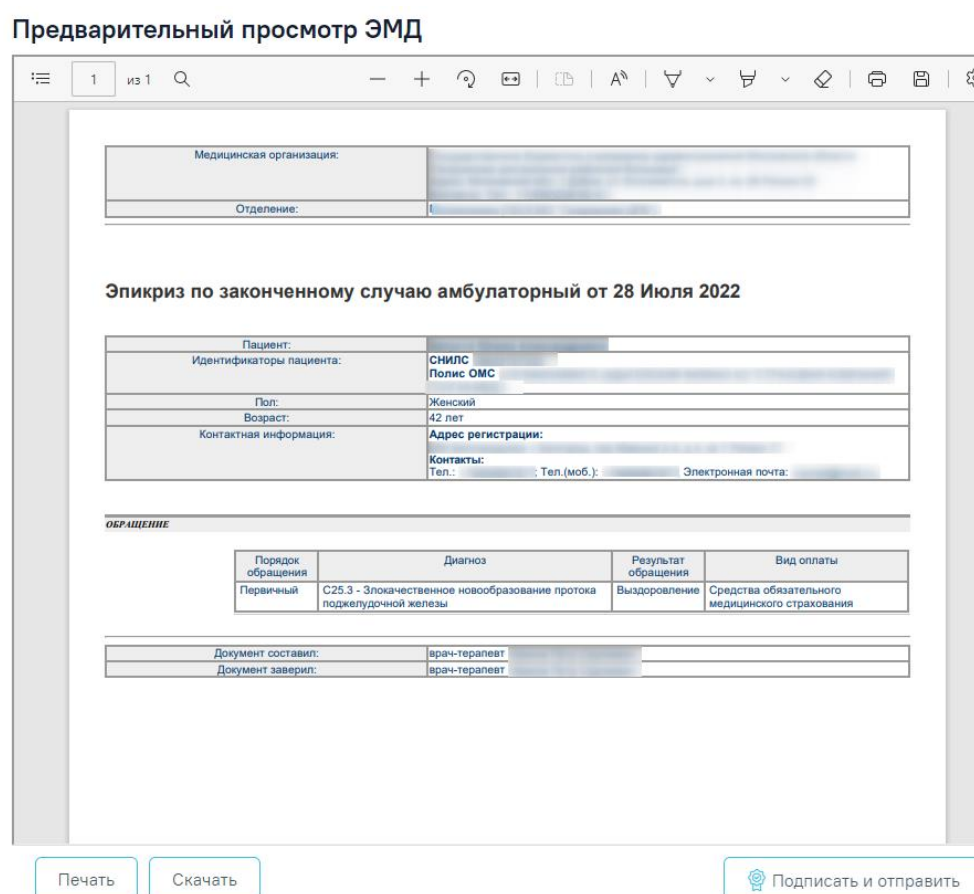 Предварительный просмотр ЭМД
1 из 1
Медицинская организация:
Отделение:
Эпикриз по законченному случаю амбулаторный от 28 Июля 2022
Пациент:
Идентификаторы пациента: СНИЛС
Полис ОМС
Пол: Женский
Возраст: 42 лет
Контактная информация: Адрес регистрации:
Контакты:
Тел.: ; Тел.(моб.): Электронная почта:
ОБРАЩЕНИЕ
Порядок обращения Диагноз Результат обращения Вид оплаты
Первичный C25.3 - Злокачественное новообразование протока поджелудочной железы Выздоровление Средства обязательного медицинского страхования
Документ составил: врач-терапевт
Документ заверил: врач-терапевт
Печать Скачать Подписать и отправить